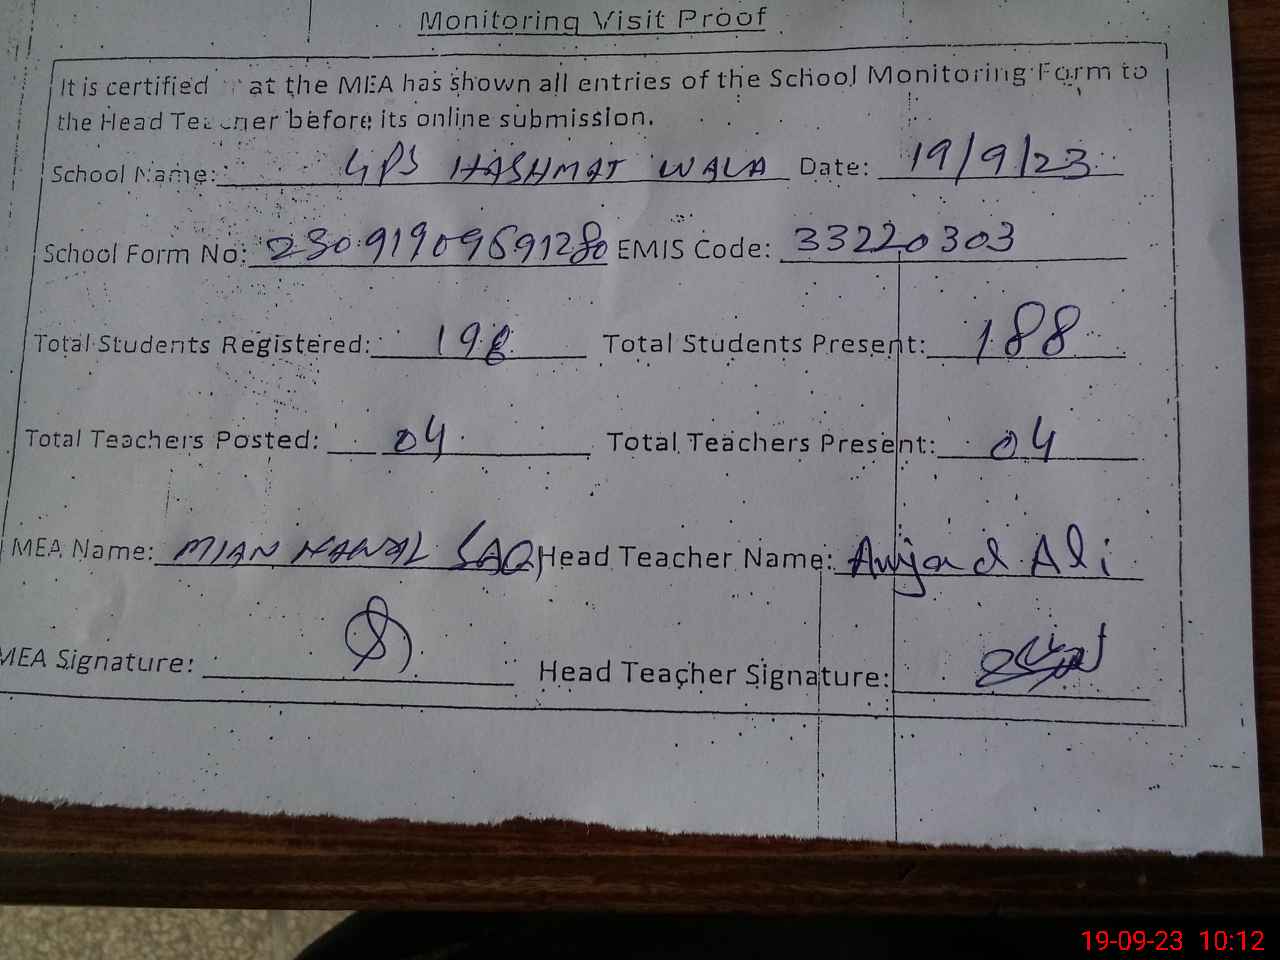 Monitoring Visit Proof
It is certified at the MEA has shown all entries of the School Monitoring Form to
the Head Teacher before its online submission.
School Name: GPS HASHMAT WALA Date: 19/9/23
School Form No: EMIS Code: 33220303
Total Students Registered: 198 Total Students Present: 188
Total Teachers Posted: 04 Total Teachers Present: 04
MEA Name: MIAN NAWAL SAQ Head Teacher Name: Amjad Ali
MEA Signature: Head Teacher Signature:
19-09-23 10:12